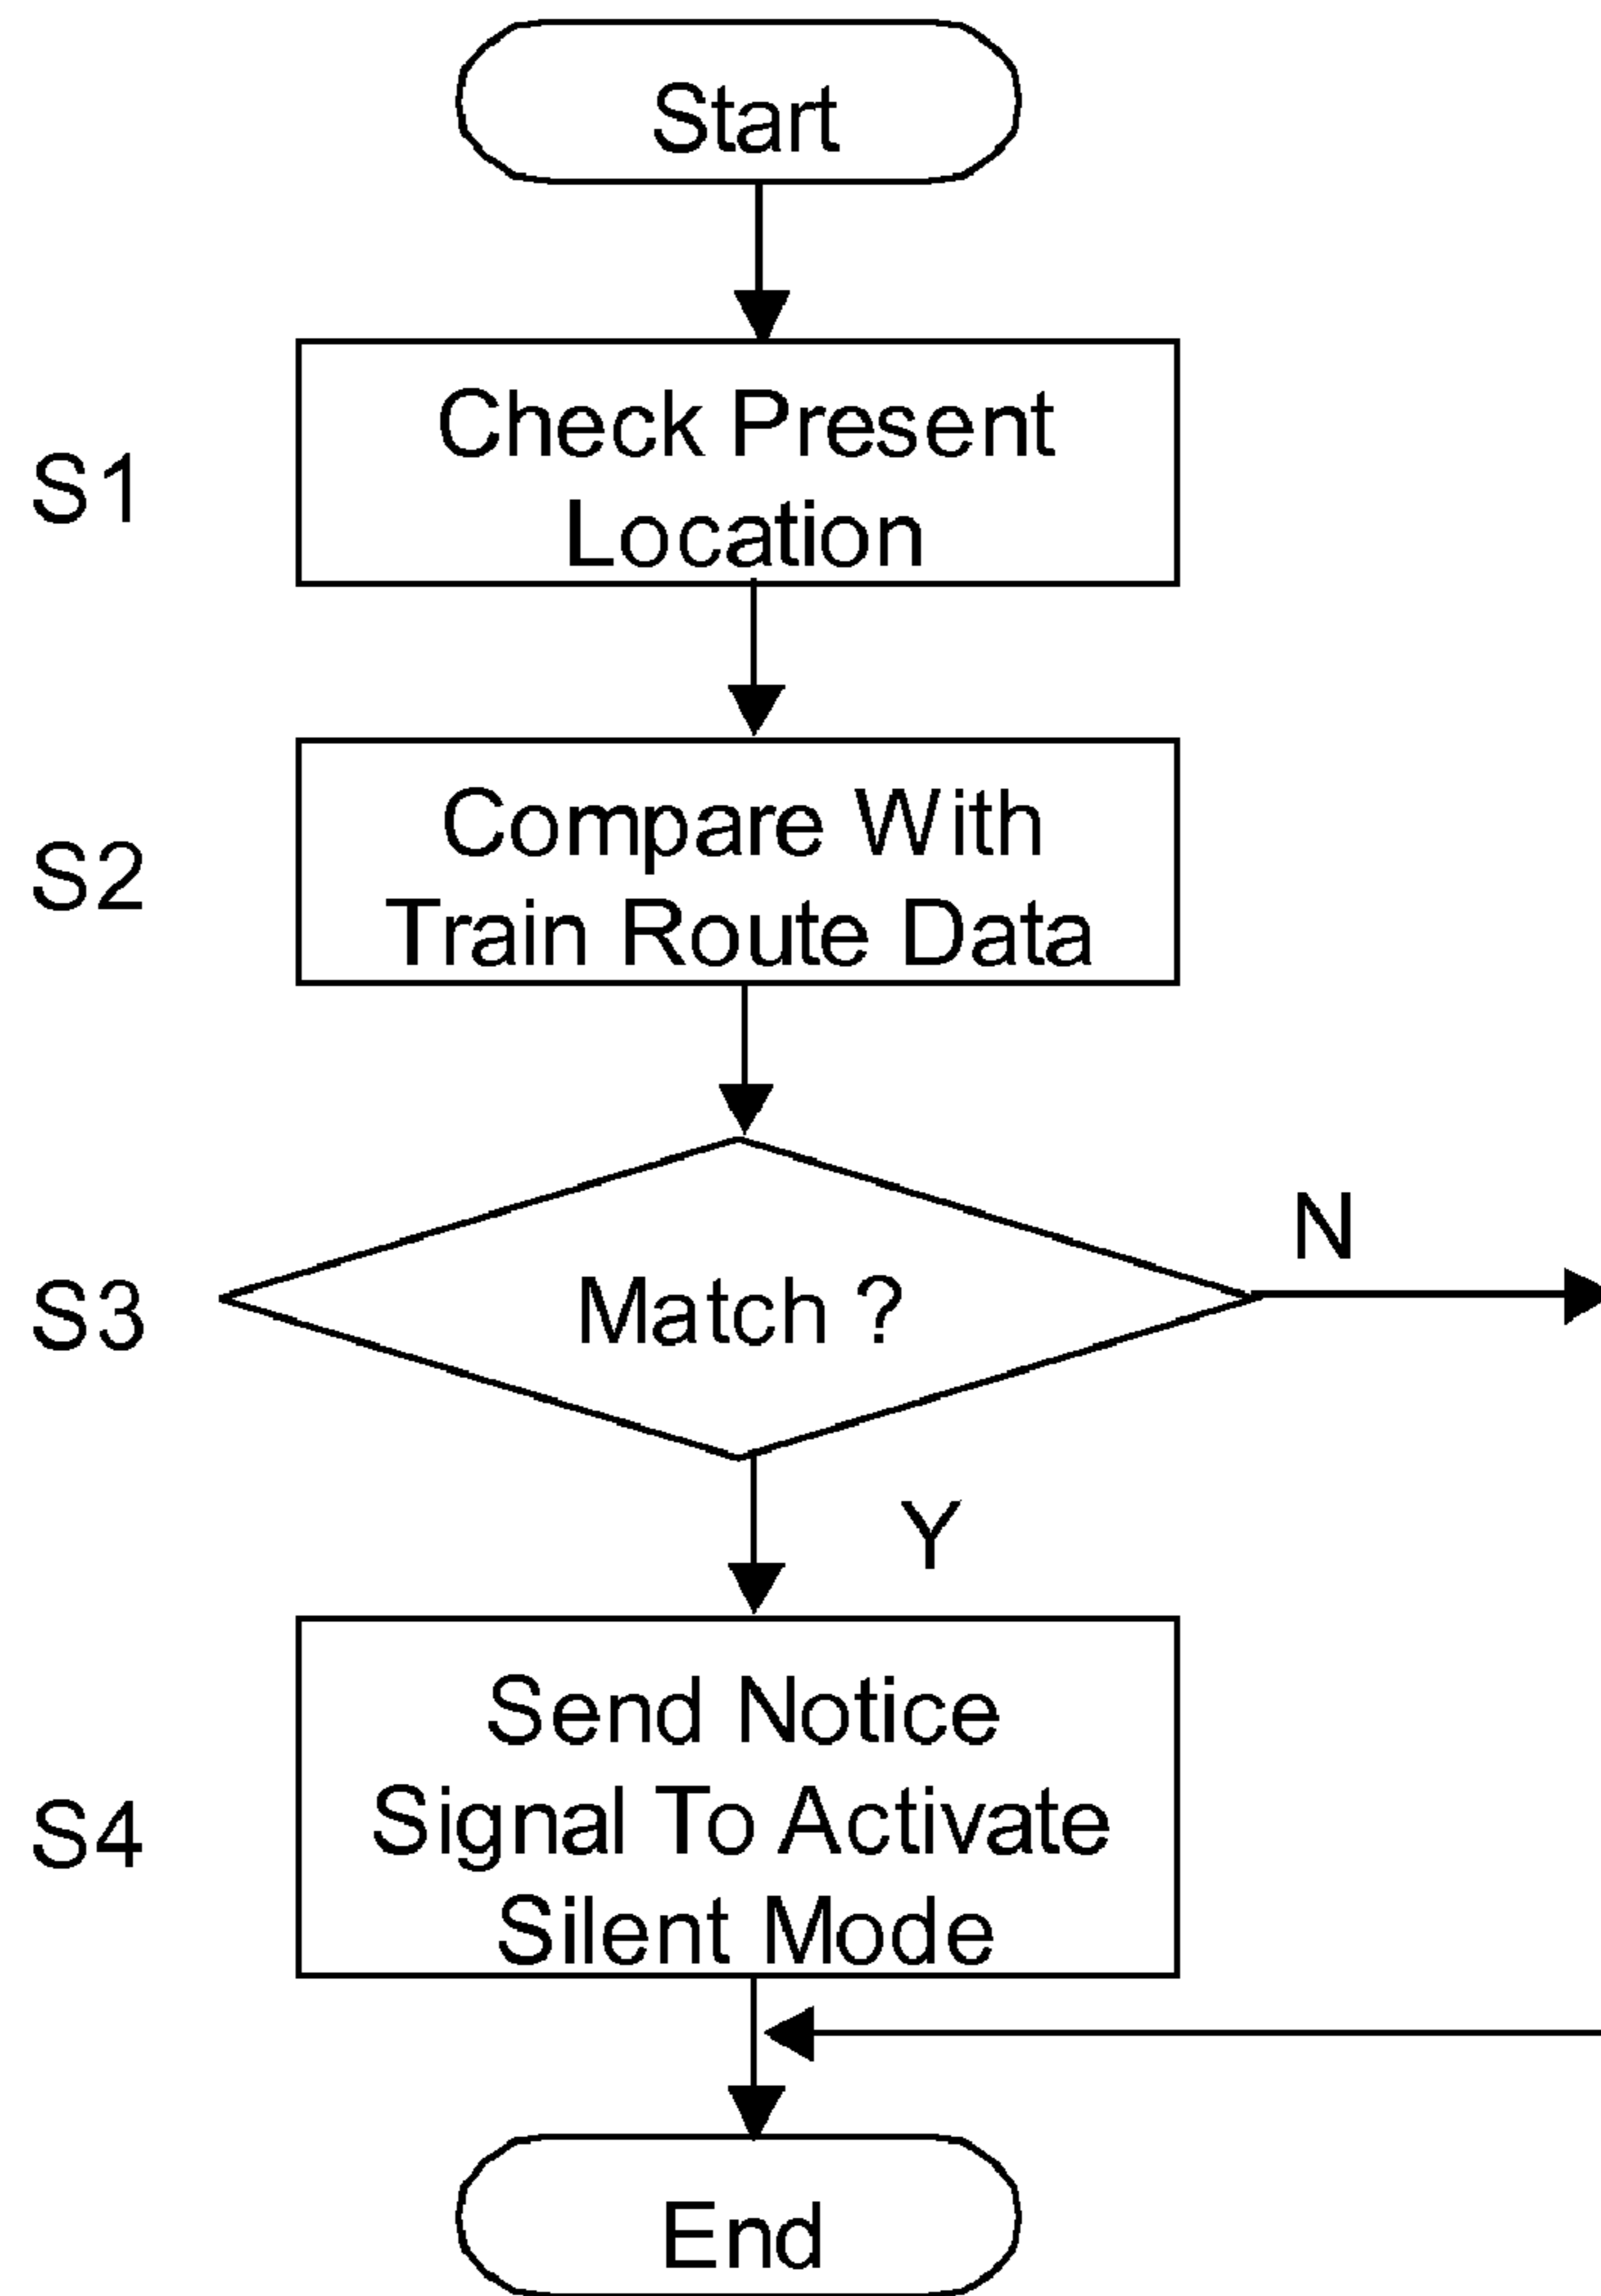 Start
S1
Check Present
Location
S2
Compare With
Train Route Data
S3
Match ?
N
Y
S4
Send Notice
Signal To Activate
Silent Mode
End